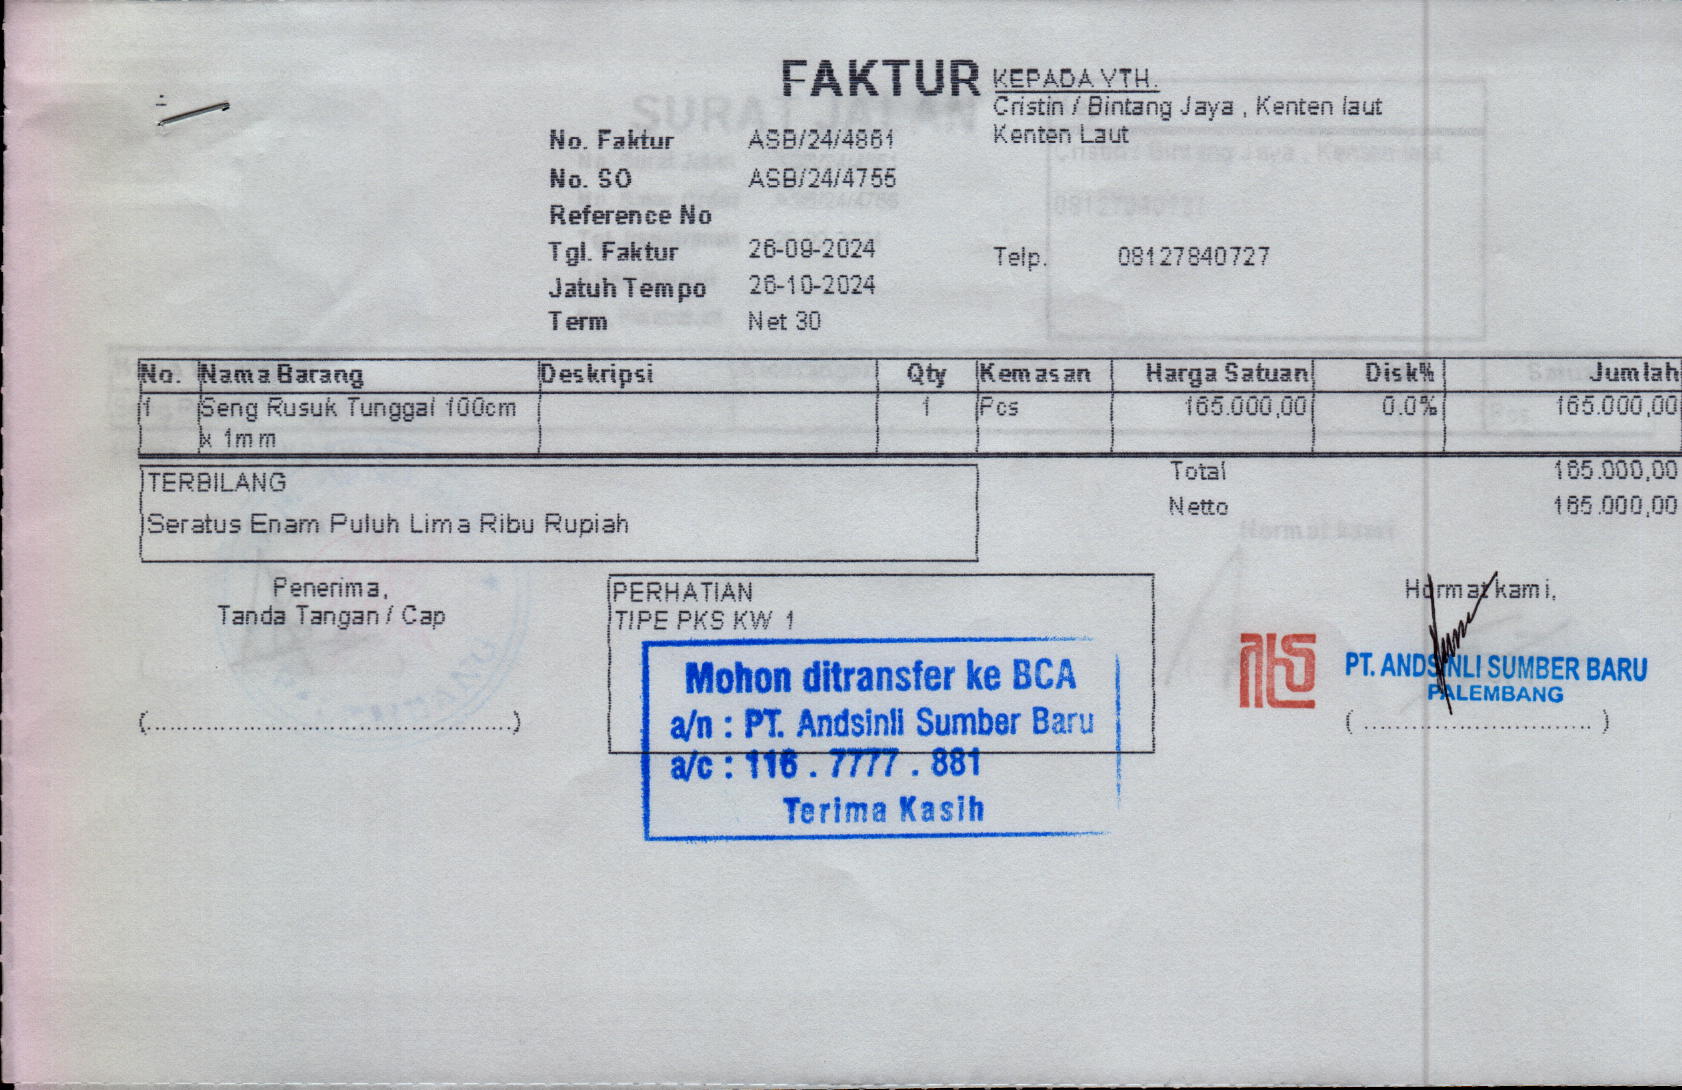 FAKTUR
KEPADA YTH.
Cristin / Bintang Jaya , Kenten laut
Kenten Laut
No. Faktur ASB/24/4861
No. SO ASB/24/4755
Reference No
Tgl. Faktur 26-09-2024
Telp. 08127840727
Jatuh Tempo 26-10-2024
Term Net 30
No. Nama Barang Deskripsi Qty Kemasan Harga Satuan Disk% Jumlah
1 Seng Rusuk Tunggal 100cm 1 Pcs 165.000,00 0.0% 165.000,00
x 1mm
Total 165.000,00
Netto 165.000,00
TERBILANG
Seratus Enam Puluh Lima Ribu Rupiah
Penerima,
Tanda Tangan / Cap
(..................................................)
PERHATIAN
TIPE PKS KW 1
Mohon ditransfer ke BCA
a/n : PT. Andsinli Sumber Baru
a/c : 116 . 7777 . 881
Terima Kasih
Hormat kami,
PT. ANDSINLI SUMBER BARU
PALEMBANG
( ............................... )